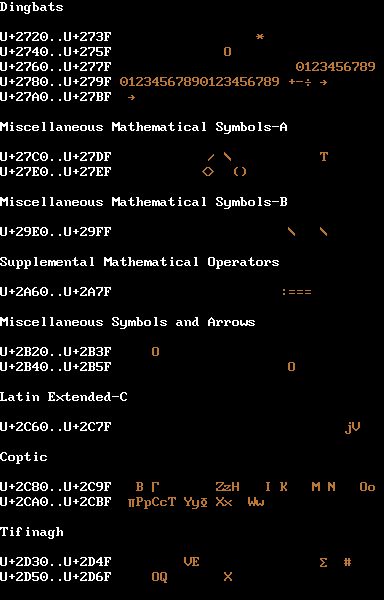 Dingbats
U+2720..U+273F *
U+2740..U+275F O
U+2760..U+277F 0123456789
U+2780..U+279F 01234567890123456789 +−÷ →
U+27A0..U+27BF →
Miscellaneous Mathematical Symbols-A
U+27C0..U+27DF ⟋ \ T
U+27E0..U+27EF ◇ ()
Miscellaneous Mathematical Symbols-B
U+29E0..U+29FF \ \
Supplemental Mathematical Operators
U+2A60..U+2A7F :===
Miscellaneous Symbols and Arrows
U+2B20..U+2B3F O
U+2B40..U+2B5F O
Latin Extended-C
U+2C60..U+2C7F jV
Coptic
U+2C80..U+2C9F B Γ ZzH I K M N Oo
U+2CA0..U+2CBF πPpCcT Yyφ Xx Ww
Tifinagh
U+2D30..U+2D4F VE Σ #
U+2D50..U+2D6F OQ X